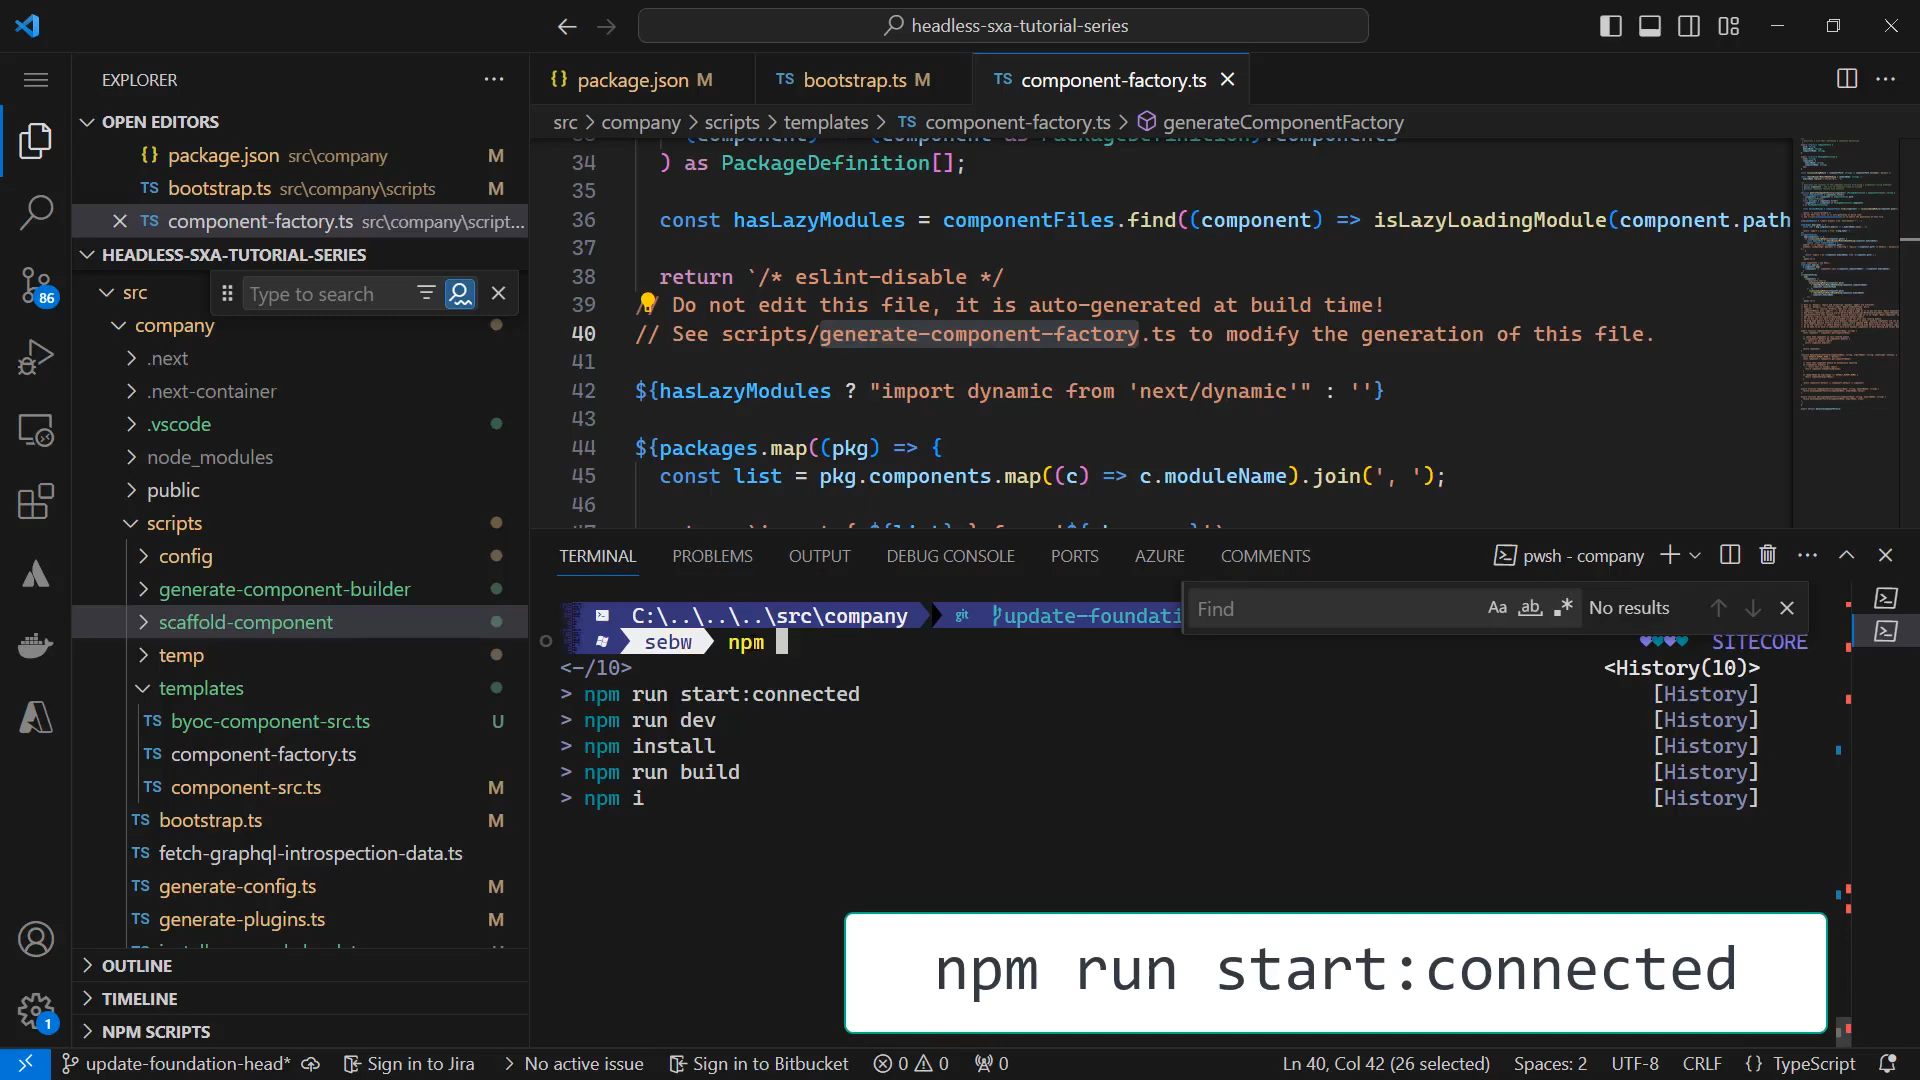 headless-sxa-tutorial-series
EXPLORER
OPEN EDITORS
{} package.json src\company M
TS bootstrap.ts src\company\scripts M
TS component-factory.ts src\company\script...
HEADLESS-SXA-TUTORIAL-SERIES
src
Type to search
company
.next
.next-container
.vscode
node_modules
public
scripts
config
generate-component-builder
scaffold-component
temp
templates
TS byoc-component-src.ts U
TS component-factory.ts
TS component-src.ts M
TS bootstrap.ts M
TS fetch-graphql-introspection-data.ts
TS generate-config.ts M
TS generate-plugins.ts M
OUTLINE
TIMELINE
NPM SCRIPTS
86
1
{} package.json M
TS bootstrap.ts M
TS component-factory.ts
src > company > scripts > templates > TS component-factory.ts > generateComponentFactory
34 ) as PackageDefinition[];
35
36 const hasLazyModules = componentFiles.find((component) => isLazyLoadingModule(component.path
37
38 return `/* eslint-disable */
39 // Do not edit this file, it is auto-generated at build time!
40 // See scripts/generate-component-factory.ts to modify the generation of this file.
41
42 ${hasLazyModules ? "import dynamic from 'next/dynamic'" : ''}
43
44 ${packages.map((pkg) => {
45 const list = pkg.components.map((c) => c.moduleName).join(', ');
46
TERMINAL PROBLEMS OUTPUT DEBUG CONSOLE PORTS AZURE COMMENTS
pwsh - company
Find Aa ab .* No results
C:\..\..\..\src\company git update-foundati
sebw npm
SITECORE
<-/10> <History(10)>
> npm run start:connected [History]
> npm run dev [History]
> npm install [History]
> npm run build [History]
> npm i [History]
npm run start:connected
update-foundation-head* Sign in to Jira > No active issue Sign in to Bitbucket 0 0 0
Ln 40, Col 42 (26 selected) Spaces: 2 UTF-8 CRLF {} TypeScript